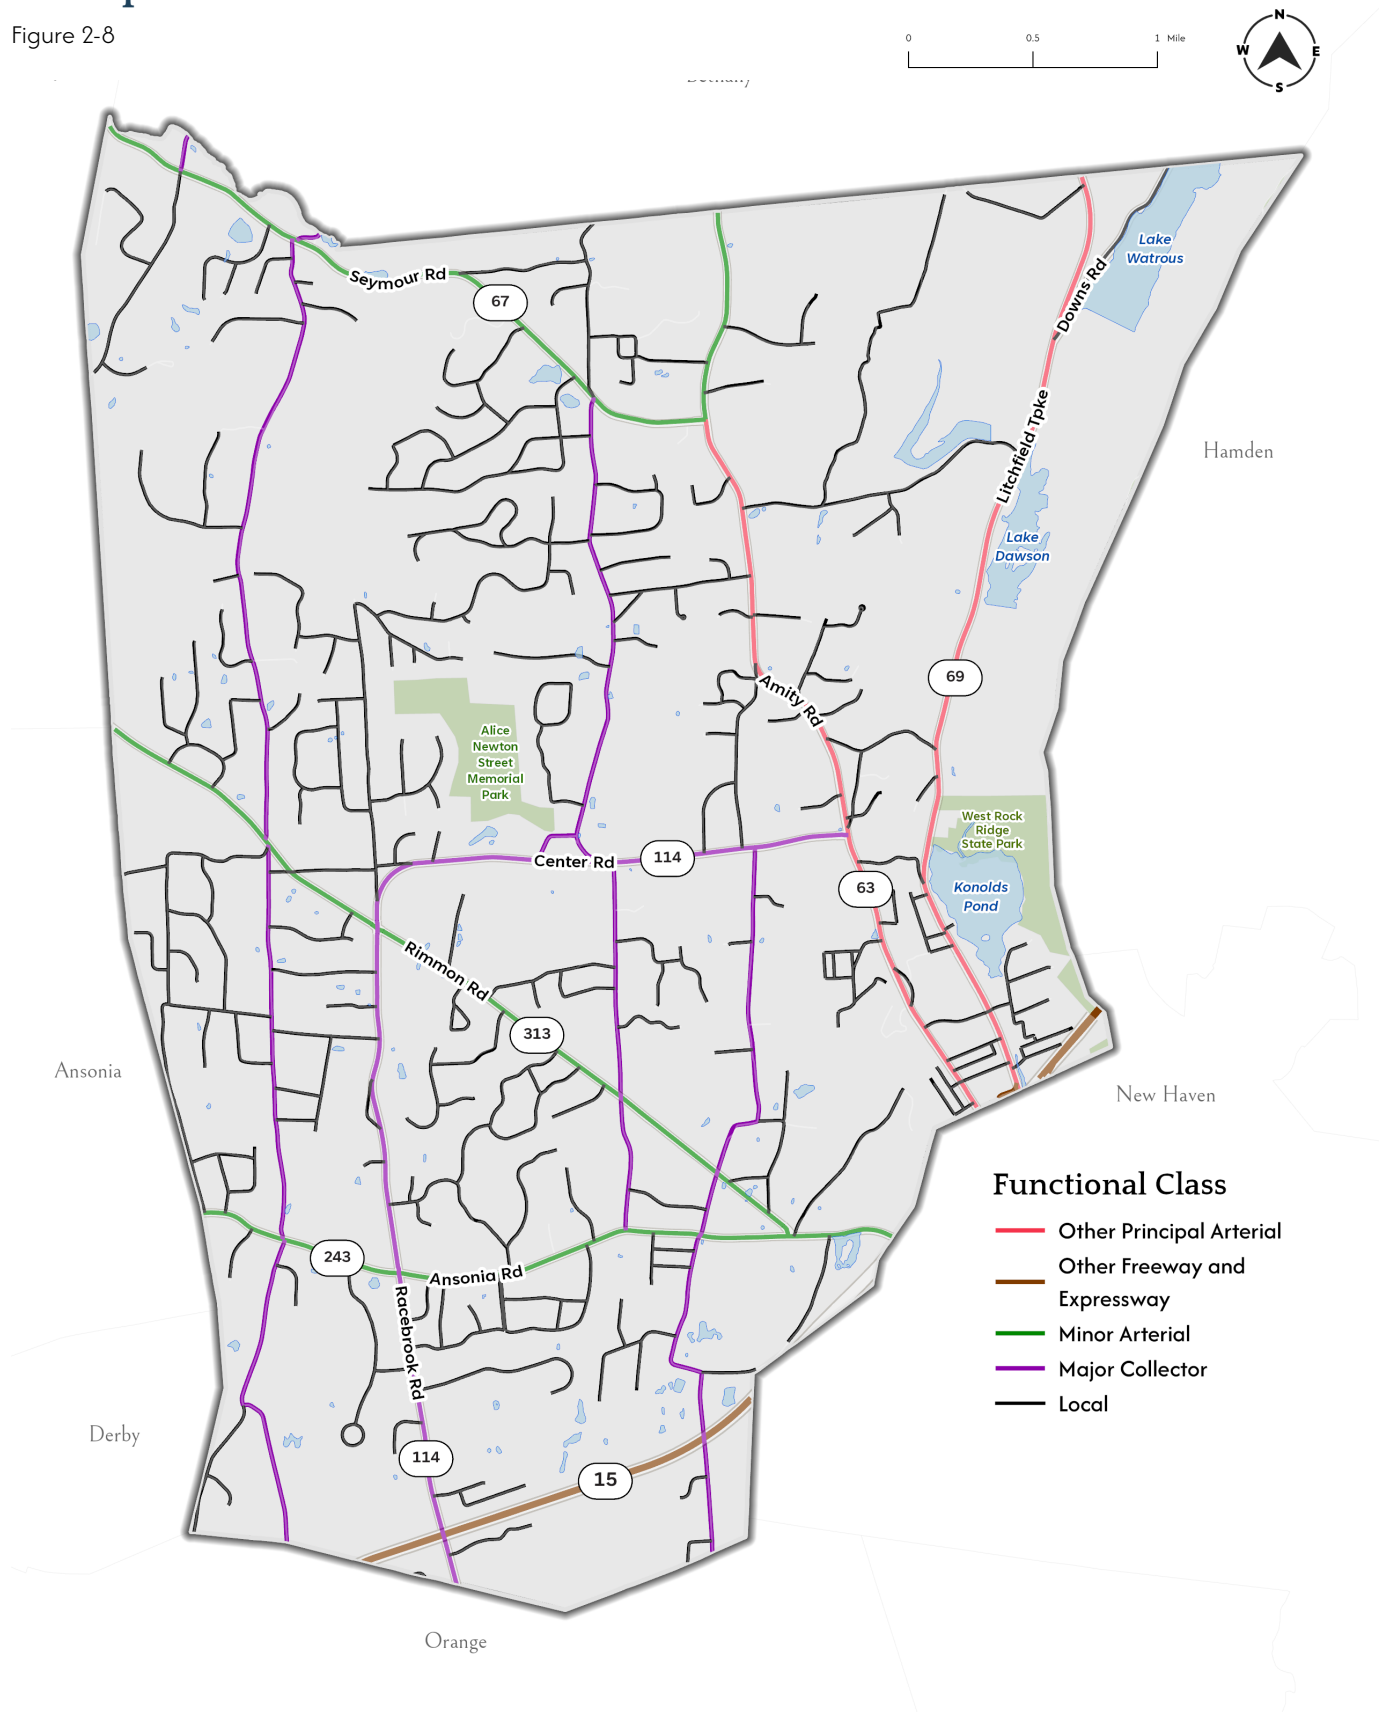 Figure 2-8
0 0.5 1 Mile
N
W E
S
Seymour Rd
67
Lake
Watrous
Downs Rd
Litchfield Tpke
Hamden
Lake
Dawson
69
Amity Rd
Alice
Newton
Street
Memorial
Park
West Rock
Ridge
State Park
Center Rd
114
63
Konolds
Pond
Rimmon Rd
313
Ansonia
New Haven
Functional Class
Other Principal Arterial
Other Freeway and
Expressway
Minor Arterial
Major Collector
Local
243
Ansonia Rd
Racebrook Rd
Derby
114
15
Orange